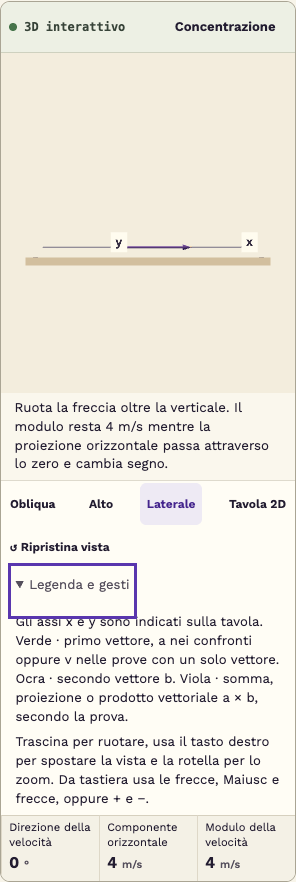 3D interattivo
Concentrazione
y
x
Ruota la freccia oltre la verticale. Il
modulo resta 4 m/s mentre la
proiezione orizzontale passa attraverso
lo zero e cambia segno.
Obliqua
Alto
Laterale
Tavola 2D
↺ Ripristina vista
▼ Legenda e gesti
Gli assi x e y sono indicati sulla tavola.
Verde · primo vettore, a nei confronti
oppure v nelle prove con un solo vettore.
Ocra · secondo vettore b. Viola · somma,
proiezione o prodotto vettoriale a × b,
secondo la prova.
Trascina per ruotare, usa il tasto destro
per spostare la vista e la rotella per lo
zoom. Da tastiera usa le frecce, Maiusc e
frecce, oppure + e −.
Direzione della
velocità
0 °
Componente
orizzontale
4 m/s
Modulo della
velocità
4 m/s